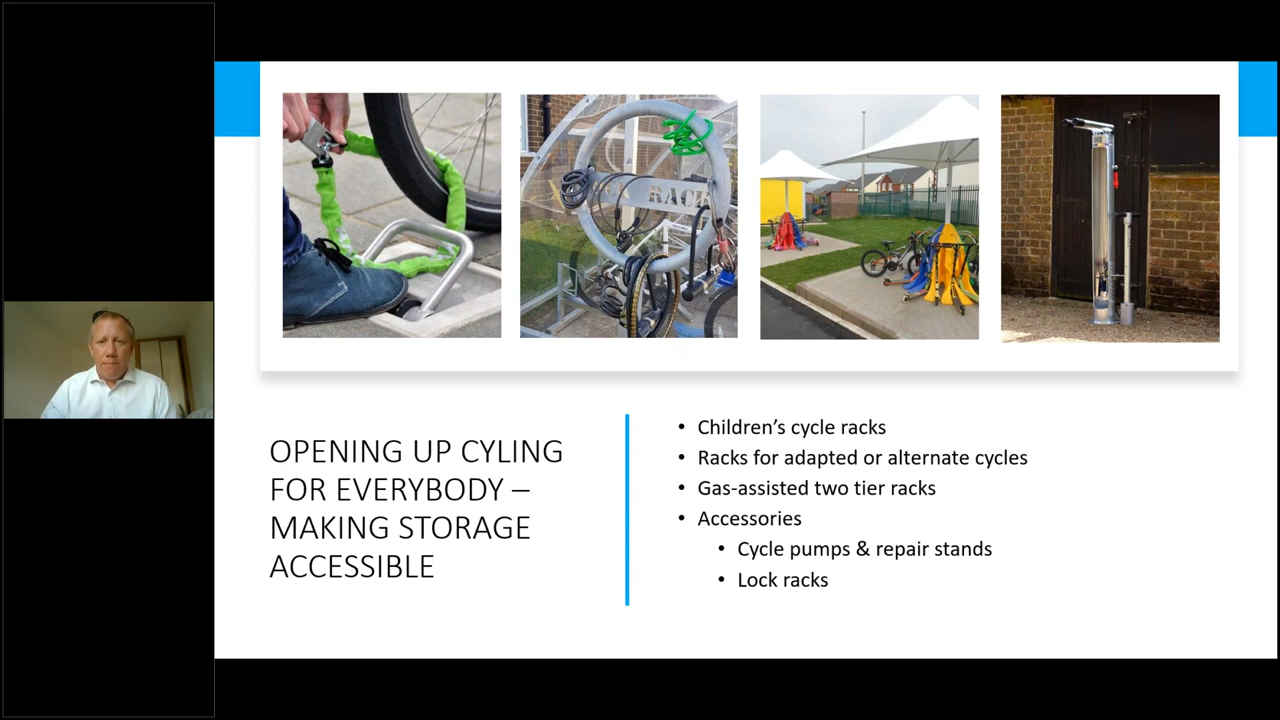 RACK
OPENING UP CYLING
FOR EVERYBODY –
MAKING STORAGE
ACCESSIBLE
• Children’s cycle racks
• Racks for adapted or alternate cycles
• Gas-assisted two tier racks
• Accessories
• Cycle pumps & repair stands
• Lock racks